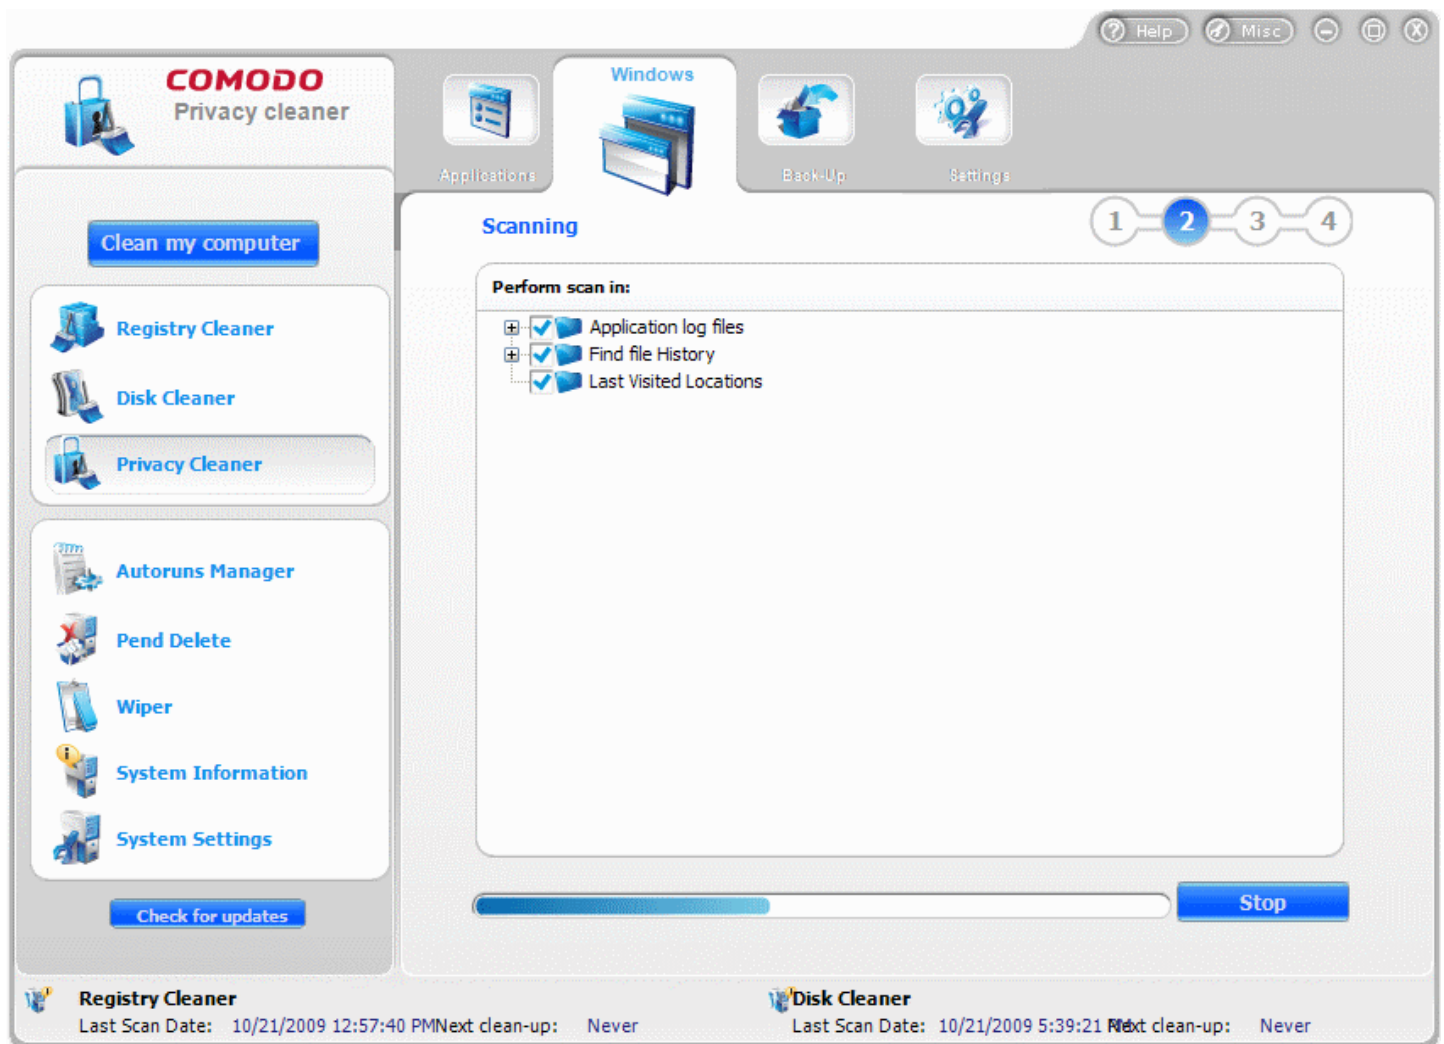 Help
Misc
COMODO
Privacy cleaner
Applications
Windows
Back-Up
Settings
Clean my computer
Registry Cleaner
Disk Cleaner
Privacy Cleaner
Autoruns Manager
Pend Delete
Wiper
System Information
System Settings
Check for updates
Scanning
1 2 3 4
Perform scan in:
Application log files
Find file History
Last Visited Locations
Stop
Registry Cleaner
Last Scan Date: 10/21/2009 12:57:40 PM Next clean-up: Never
Disk Cleaner
Last Scan Date: 10/21/2009 5:39:21 Next clean-up: Never